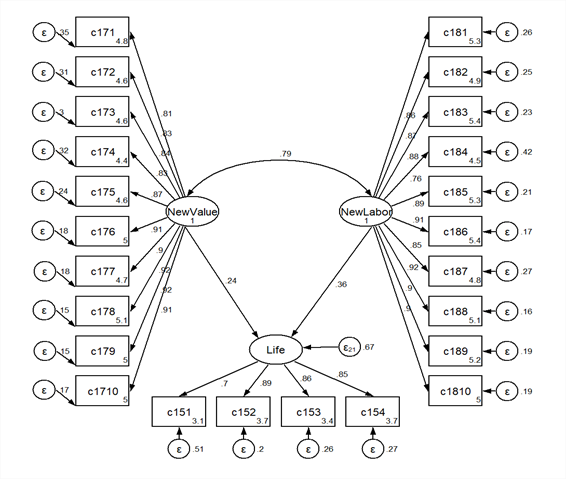 ε .35 c171 4.8
ε .31 c172 4.6
ε .3 c173 4.6
ε .32 c174 4.4
ε .24 c175 4.6
ε .18 c176 5
ε .18 c177 4.7
ε .15 c178 5.1
ε .15 c179 5
ε .17 c1710 5
.81
.83
.84
.83
.87
.91
.9
.92
.92
.91
NewValue
1
.79
NewLabor
1
.86
.87
.88
.76
.89
.91
.85
.92
.9
.9
c181 5.3 ε .26
c182 4.9 ε .25
c183 5.4 ε .23
c184 4.5 ε .42
c185 5.3 ε .21
c186 5.4 ε .17
c187 4.8 ε .27
c188 5.1 ε .16
c189 5.2 ε .19
c1810 5 ε .19
.24
.36
Life
ε21 .67
.7 .89 .86 .85
c151 3.1 c152 3.7 c153 3.4 c154 3.7
ε .51 ε .2 ε .26 ε .27